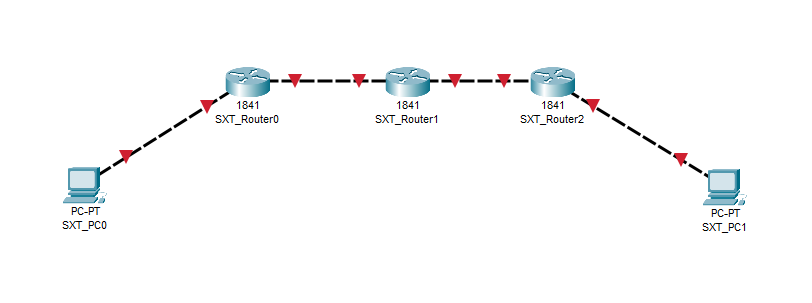 1841
SXT_Router0
1841
SXT_Router1
1841
SXT_Router2
PC-PT
SXT_PC0
PC-PT
SXT_PC1